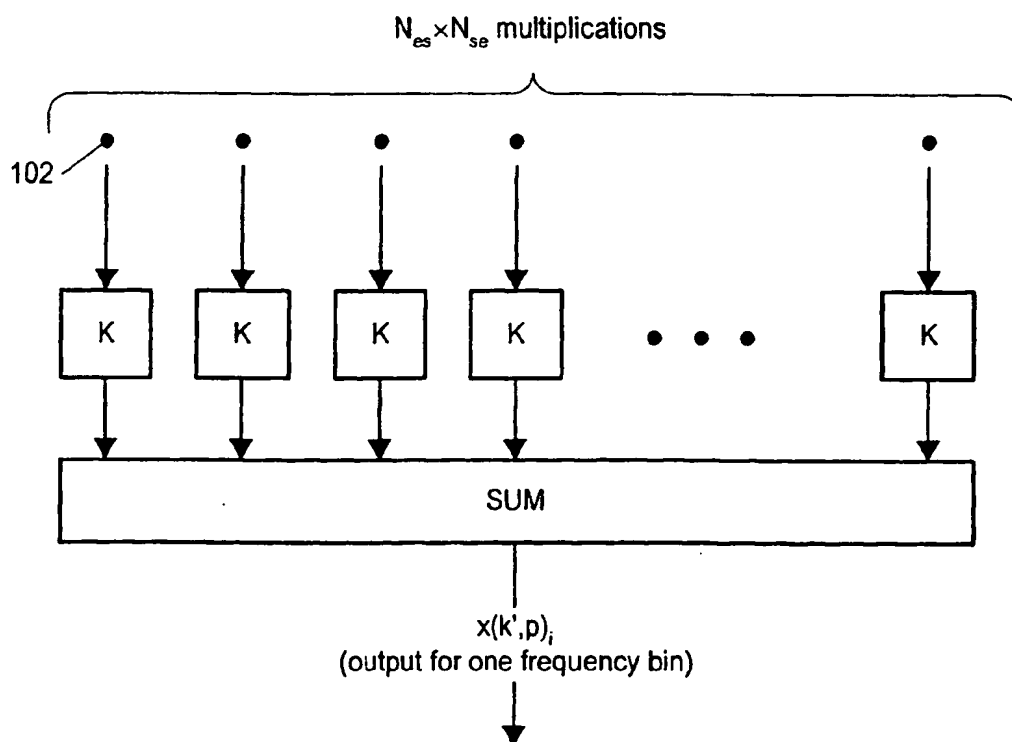 N_es×N_se multiplications
102
K K K K K
SUM
x(k',p)_i
(output for one frequency bin)